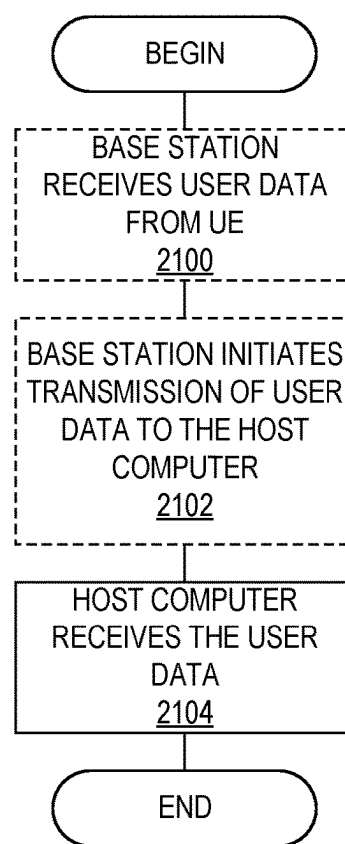 BEGIN
BASE STATION
RECEIVES USER DATA
FROM UE
2100
BASE STATION INITIATES
TRANSMISSION OF USER
DATA TO THE HOST
COMPUTER
2102
HOST COMPUTER
RECEIVES THE USER
DATA
2104
END